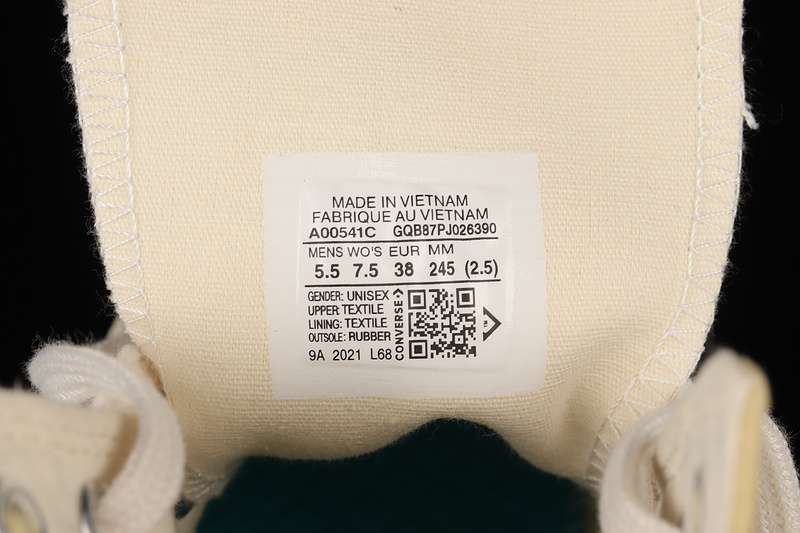 MADE IN VIETNAM
FABRIQUE AU VIETNAM
A00541C GQB87PJ026390
MENS WO'S EUR MM
5.5 7.5 38 245 (2.5)
GENDER: UNISEX
UPPER: TEXTILE
LINING: TEXTILE
OUTSOLE: RUBBER
9A 2021 L68
CONVERSE
TM